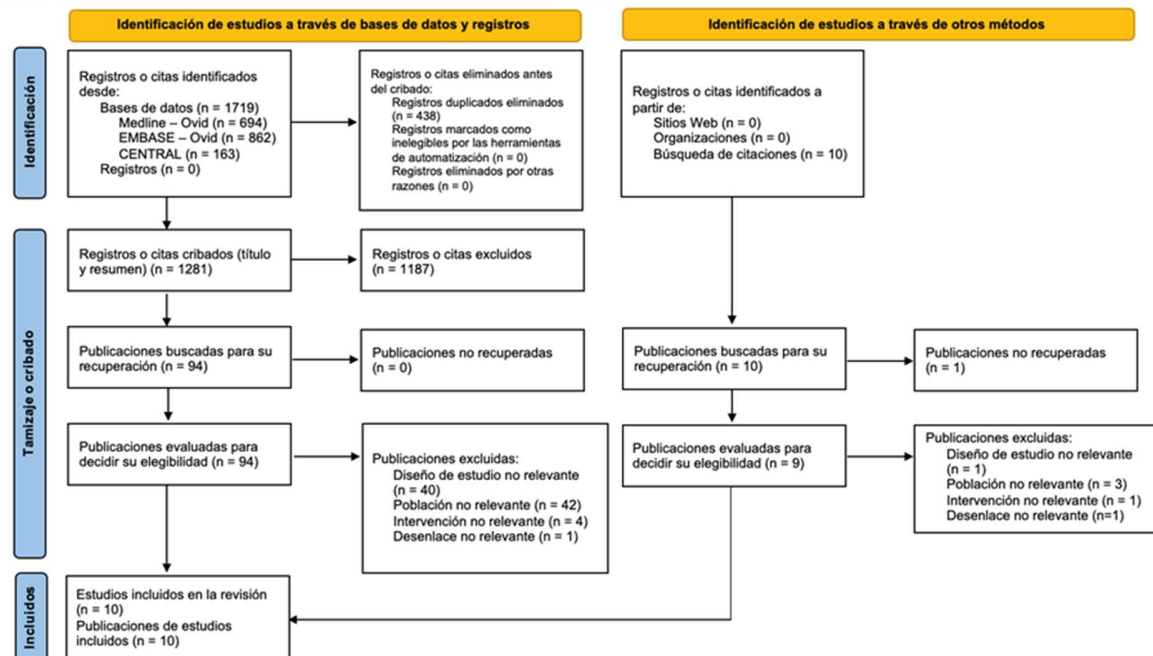 Identificación de estudios a través de bases de datos y registros
Identificación de estudios a través de otros métodos
Identificación
Registros o citas identificados
desde:
Bases de datos (n = 1719)
Medline – Ovid (n = 694)
EMBASE – Ovid (n = 862)
CENTRAL (n = 163)
Registros (n = 0)
Registros o citas eliminados antes
del cribado:
Registros duplicados eliminados
(n = 438)
Registros marcados como
inelegibles por las herramientas
de automatización (n = 0)
Registros eliminados por otras
razones (n = 0)
Registros o citas identificados a
partir de:
Sitios Web (n = 0)
Organizaciones (n = 0)
Búsqueda de citaciones (n = 10)
Tamizaje o cribado
Registros o citas cribados (título
y resumen) (n = 1281)
Registros o citas excluidos
(n = 1187)
Publicaciones buscadas para su
recuperación (n = 94)
Publicaciones no recuperadas
(n = 0)
Publicaciones buscadas para su
recuperación (n = 10)
Publicaciones no recuperadas
(n = 1)
Publicaciones evaluadas para
decidir su elegibilidad (n = 94)
Publicaciones excluidas:
Diseño de estudio no relevante
(n = 40)
Población no relevante (n = 42)
Intervención no relevante (n = 4)
Desenlace no relevante (n = 1)
Publicaciones evaluadas para
decidir su elegibilidad (n = 9)
Publicaciones excluidas:
Diseño de estudio no relevante
(n = 1)
Población no relevante (n = 3)
Intervención no relevante (n = 1)
Desenlace no relevante (n=1)
Incluidos
Estudios incluidos en la revisión
(n = 10)
Publicaciones de estudios
incluidos (n = 10)